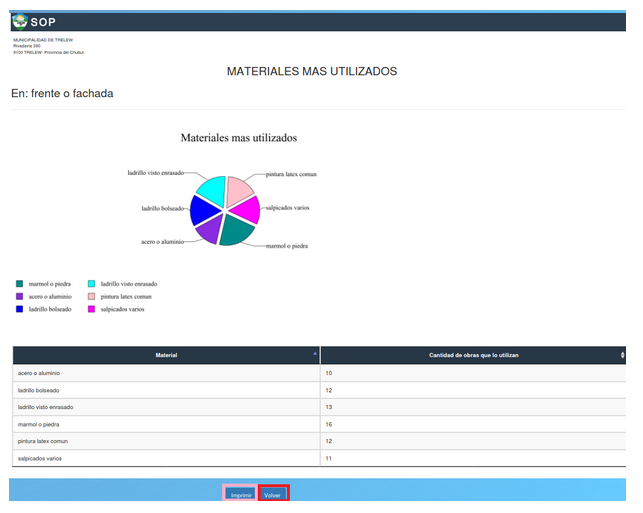 SOP
MUNICIPALIDAD DE TRELEW
Rivadavia 390
9100 TRELEW- Provincia del Chubut
MATERIALES MAS UTILIZADOS
En: frente o fachada
Materiales mas utilizados
ladrillo visto enrasado
pintura latex comun
ladrillo bolseado
salpicados varios
acero o aluminio
marmol o piedra
marmol o piedra ladrillo visto enrasado
acero o aluminio pintura latex comun
ladrillo bolseado salpicados varios
Material Cantidad de obras que lo utilizan
acero o aluminio 10
ladrillo bolseado 12
ladrillo visto enrasado 13
marmol o piedra 16
pintura latex comun 12
salpicados varios 11
Imprimir Volver